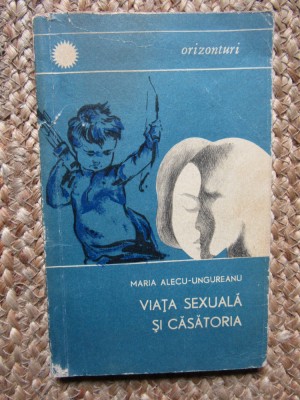 orizonturi
MARIA ALECU-UNGUREANU
VIAȚA SEXUALĂ
ȘI CĂSĂTORIA